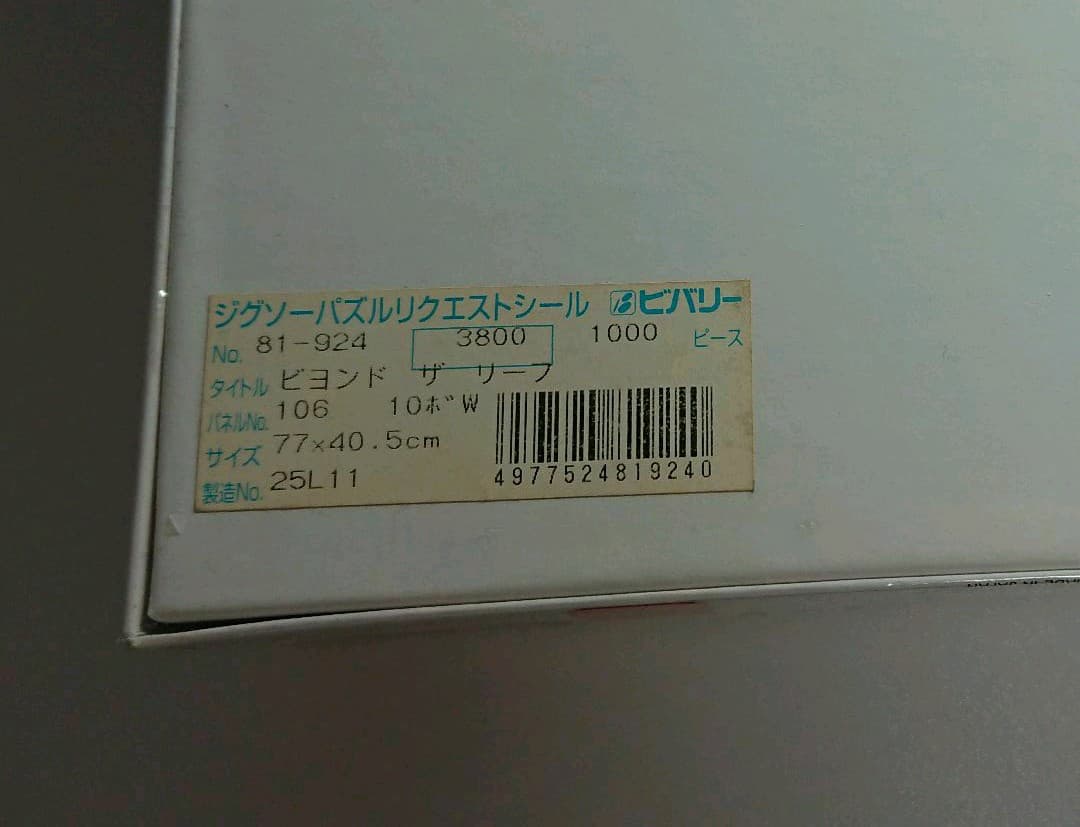 ジグソーパズルリクエストシール ビバリー
No. 81-924 3800 1000 ピース
タイトル ビヨンド ザ リーフ
パネルNo. 106 10ボW
サイズ 77×40.5cm
製造No. 25L11
4977524819240